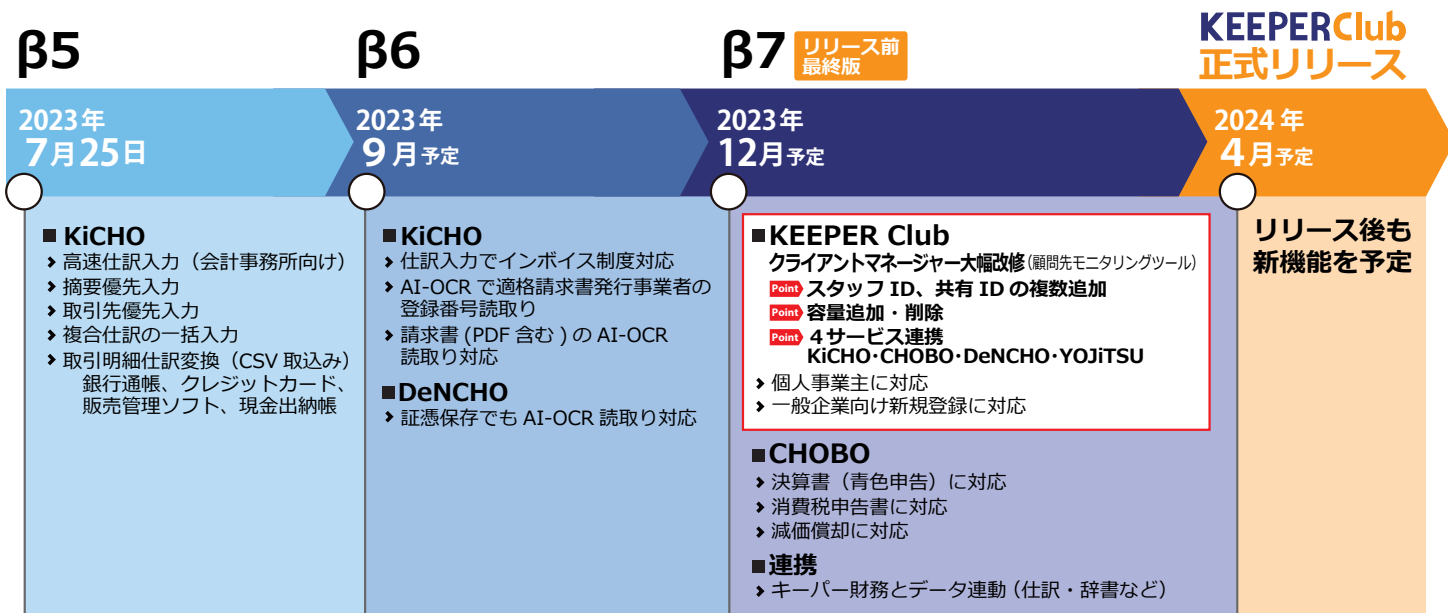 β5
2023年
7月25日
■ KiCHO
高速仕訳入力（会計事務所向け）
摘要優先入力
取引先優先入力
複合仕訳の一括入力
取引明細仕訳変換（CSV 取込み）
銀行通帳、クレジットカード、
販売管理ソフト、現金出納帳
β6
2023年
9月予定
■KiCHO
仕訳入力でインボイス制度対応
AI-OCR で適格請求書発行事業者の
登録番号読取り
請求書 (PDF 含む ) の AI-OCR
読取り対応
■DeNCHO
証憑保存でも AI-OCR 読取り対応
β7
リリース前
最終版
2023年
12月予定
■KEEPER Club
クライアントマネージャー大幅改修（顧問先モニタリングツール）
Point スタッフ ID、共有 ID の複数追加
Point 容量追加・削除
Point ４サービス連携
KiCHO・CHOBO・DeNCHO・YOJiTSU
個人事業主に対応
一般企業向け新規登録に対応
■CHOBO
決算書（青色申告）に対応
消費税申告書に対応
減価償却に対応
■連携
キーパー財務とデータ連動（仕訳・辞書など）
KEEPERClub
正式リリース
2024 年
4月予定
リリース後も
新機能を予定